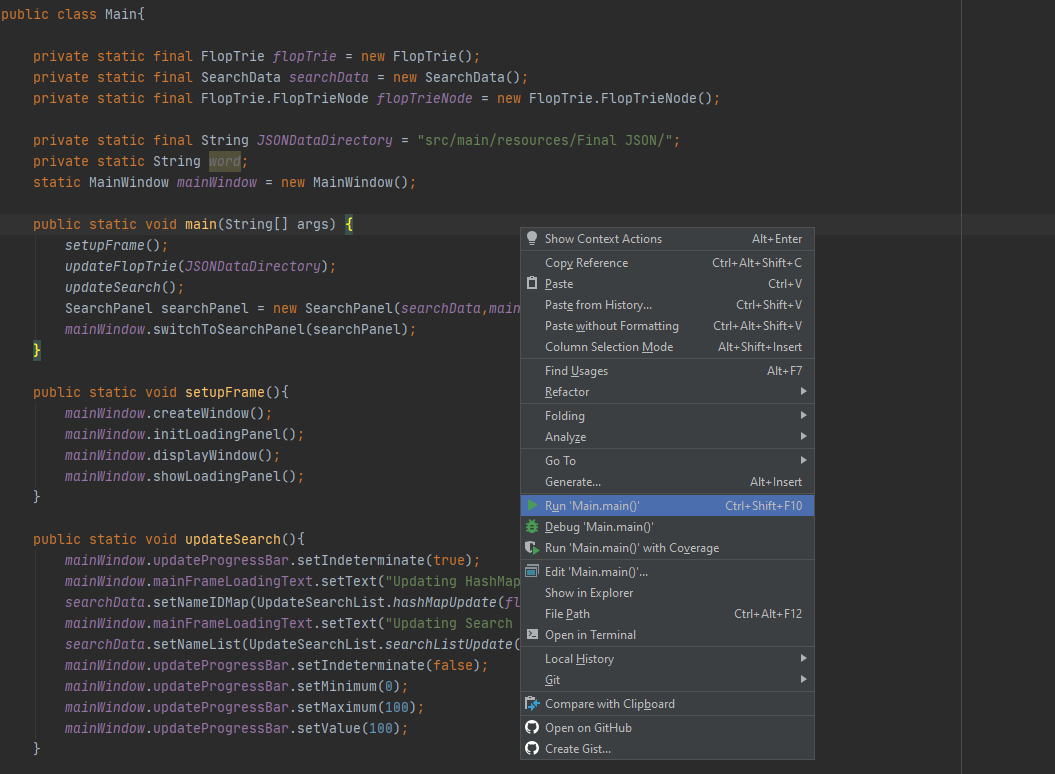 public class Main{
private static final FlopTrie flopTrie = new FlopTrie();
private static final SearchData searchData = new SearchData();
private static final FlopTrie.FlopTrieNode flopTrieNode = new FlopTrie.FlopTrieNode();
private static final String JSONDataDirectory = "src/main/resources/Final JSON/";
private static String word;
static MainWindow mainWindow = new MainWindow();
public static void main(String[] args) {
setupFrame();
updateFlopTrie(JSONDataDirectory);
updateSearch();
SearchPanel searchPanel = new SearchPanel(searchData,main
mainWindow.switchToSearchPanel(searchPanel);
}
public static void setupFrame(){
mainWindow.createWindow();
mainWindow.initLoadingPanel();
mainWindow.displayWindow();
mainWindow.showLoadingPanel();
}
public static void updateSearch(){
mainWindow.updateProgressBar.setIndeterminate(true);
mainWindow.mainFrameLoadingText.setText("Updating HashMap
searchData.setNameIDMap(UpdateSearchList.hashMapUpdate(fl
mainWindow.mainFrameLoadingText.setText("Updating Search
searchData.setNameList(UpdateSearchList.searchListUpdate(
mainWindow.updateProgressBar.setIndeterminate(false);
mainWindow.updateProgressBar.setMinimum(0);
mainWindow.updateProgressBar.setMaximum(100);
mainWindow.updateProgressBar.setValue(100);
}
Show Context Actions Alt+Enter
Copy Reference Ctrl+Alt+Shift+C
Paste Ctrl+V
Paste from History... Ctrl+Shift+V
Paste without Formatting Ctrl+Alt+Shift+V
Column Selection Mode Alt+Shift+Insert
Find Usages Alt+F7
Refactor
Folding
Analyze
Go To
Generate... Alt+Insert
Run 'Main.main()' Ctrl+Shift+F10
Debug 'Main.main()'
Run 'Main.main()' with Coverage
Edit 'Main.main()'...
Show in Explorer
File Path Ctrl+Alt+F12
Open in Terminal
Local History
Git
Compare with Clipboard
Open on GitHub
Create Gist...